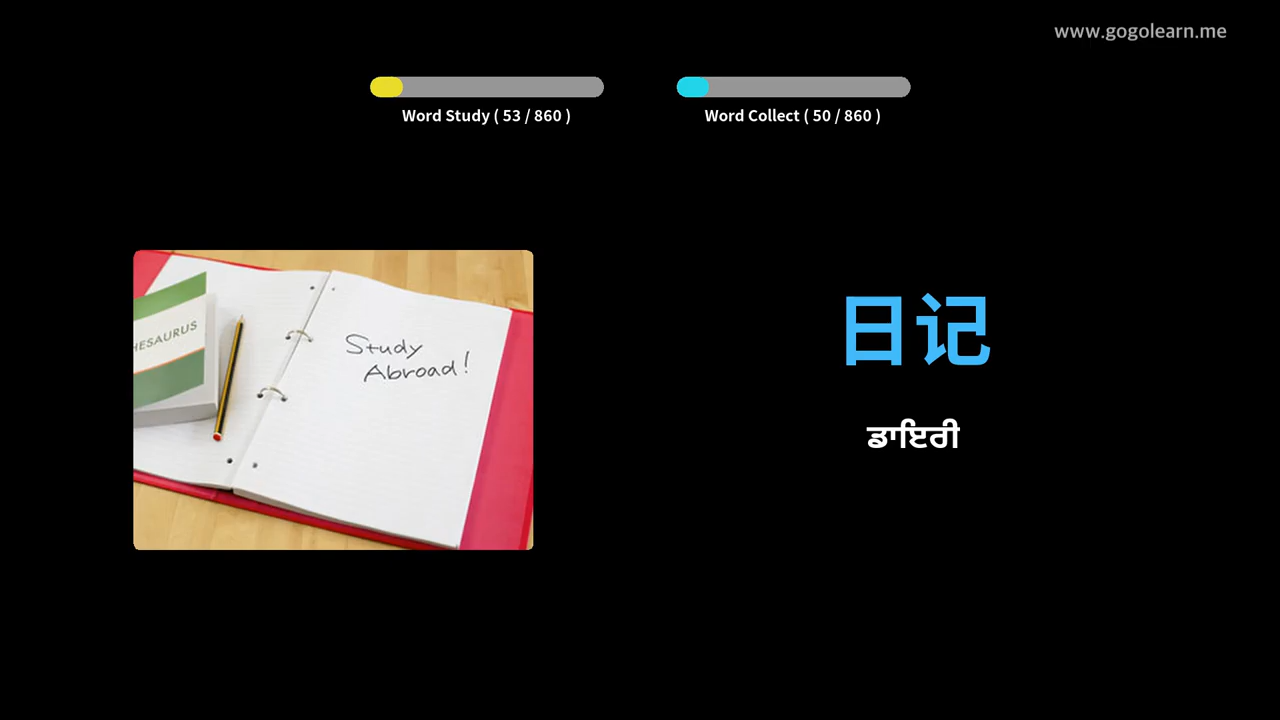 www.gogolearn.me
Word Study ( 53 / 860 )
Word Collect ( 50 / 860 )
HESAURUS
Study
Abroad!
日记
ਡਾਇਰੀ